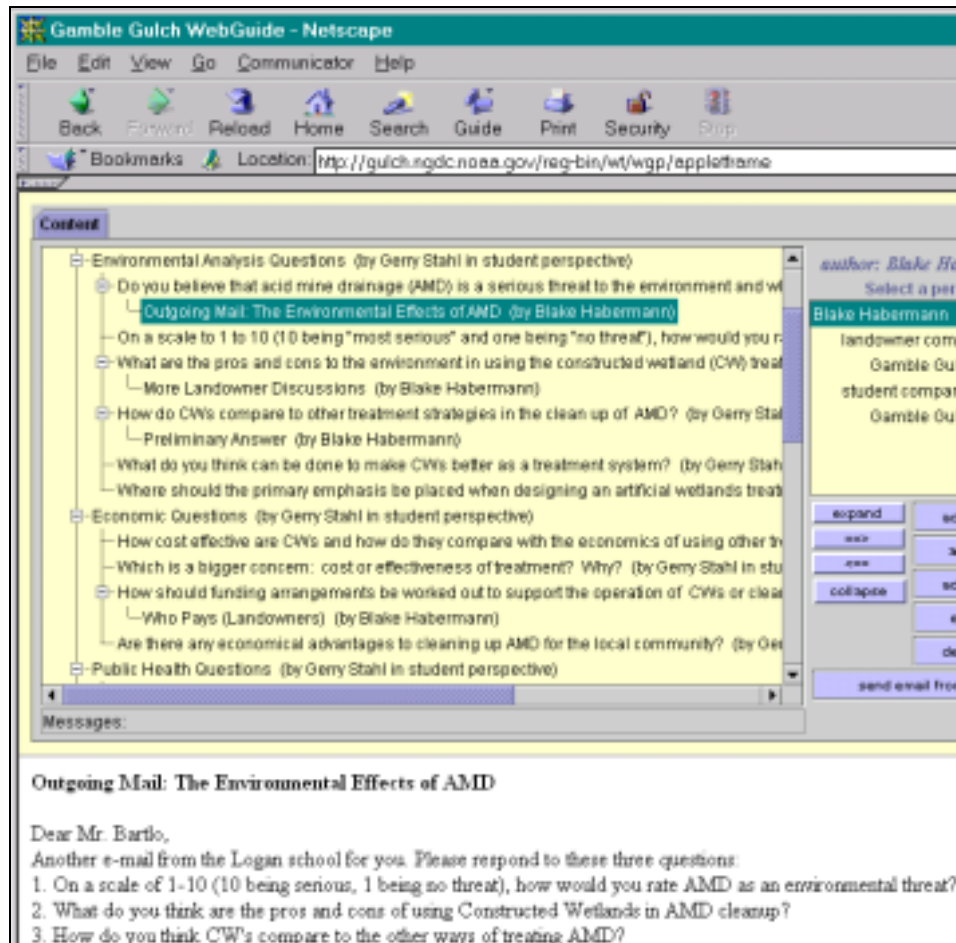 Gamble Gulch WebGuide - Netscape
File Edit View Go Communicator Help
Back Forward Reload Home Search Guide Print Security Stop
Bookmarks Location: http://gulch.ngdc.noaa.gov/reg-bin/wt/wgp/appletframe
Content
Environmental Analysis Questions (by Gerry Stahl in student perspective)
Do you believe that acid mine drainage (AMD) is a serious threat to the environment and wh
Outgoing Mail: The Environmental Effects of AMD (by Blake Habermann)
On a scale to 1 to 10 (10 being "most serious" and one being "no threat"), how would you r
What are the pros and cons to the environment in using the constructed wetland (CW) treat
More Landowner Discussions (by Blake Habermann)
How do CWs compare to other treatment strategies in the clean up of AMD? (by Gerry Stal
Preliminary Answer (by Blake Habermann)
What do you think can be done to make CWs better as a treatment system? (by Gerry Stah
Where should the primary emphasis be placed when designing an artificial wetlands treat
Economic Questions (by Gerry Stahl in student perspective)
How cost effective are CWs and how do they compare with the economics of using other tr
Which is a bigger concern: cost or effectiveness of treatment? Why? (by Gerry Stahl in stu
How should funding arrangements be worked out to support the operation of CWs or clea
Who Pays (Landowners) (by Blake Habermann)
Are there any economical advantages to cleaning up AMD for the local community? (by Ger
Public Health Questions (by Gerry Stahl in student perspective)
Messages:
author: Blake Ha
Select a per
Blake Habermann
landowner com
Gamble Gul
student compar
Gamble Gu
expand
collapse
send email fro
Outgoing Mail: The Environmental Effects of AMD
Dear Mr. Bartlo,
Another e-mail from the Logan school for you. Please respond to these three questions:
1. On a scale of 1-10 (10 being serious, 1 being no threat), how would you rate AMD as an environmental threat?
2. What do you think are the pros and cons of using Constructed Wetlands in AMD cleanup?
3. How do you think CW's compare to the other ways of treating AMD?